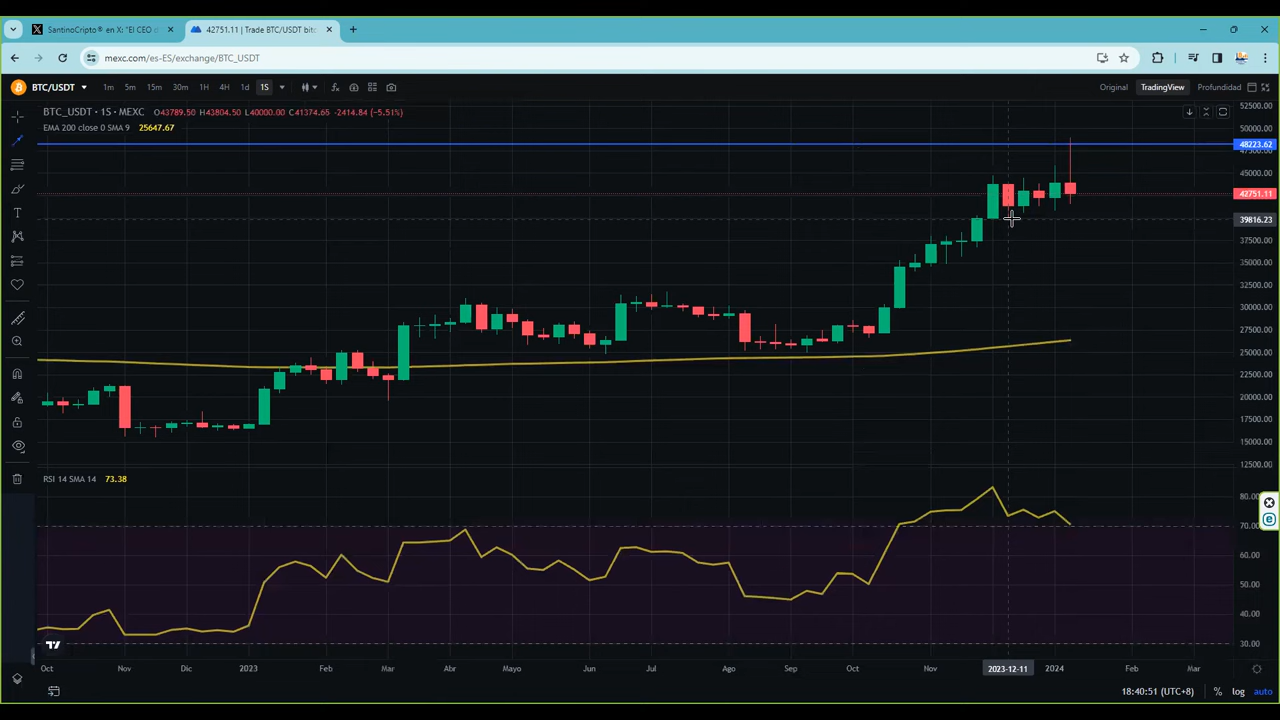 SantinoCripto® en X: "El CEO d
42751.11 | Trade BTC/USDT bitc
mexc.com/es-ES/exchange/BTC_USDT
BTC/USDT 1m 5m 15m 30m 1H 4H 1d 1S
Original TradingView Profundidad
BTC_USDT · 1S · MEXC O43789.50 H43804.50 L40000.00 C41374.65 -2414.84 (−5.51%)
EMA 200 close 0 SMA 9 25647.67
52500.00
50000.00
48223.62
47500.00
45000.00
42751.11
39816.23
37500.00
35000.00
32500.00
30000.00
27500.00
25000.00
22500.00
20000.00
17500.00
15000.00
12500.00
RSI 14 SMA 14 73.38
80.00
70.00
60.00
50.00
40.00
30.00
Oct Nov Dic 2023 Feb Mar Abr Mayo Jun Jul Ago Sep Oct Nov 2023-12-11 2024 Feb Mar
18:40:51 (UTC+8) % log auto